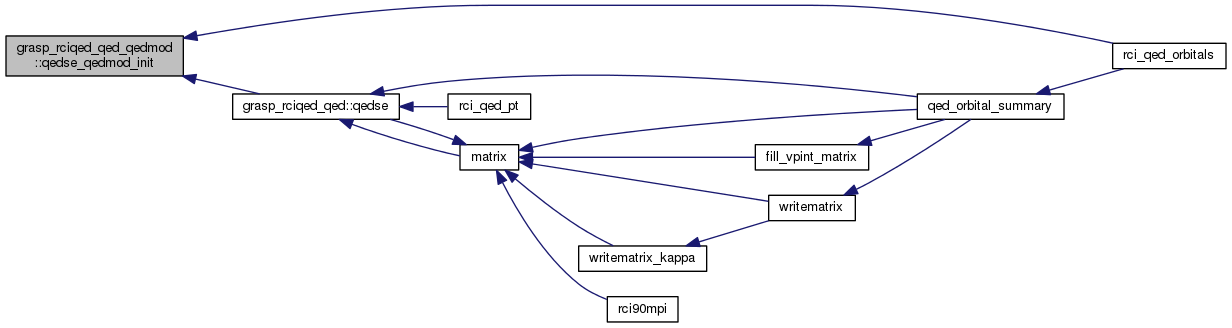 grasp_rciqed_qed_qedmod
::qedse_qedmod_init
rci_qed_orbitals
grasp_rciqed_qed::qedse
rci_qed_pt
qed_orbital_summary
matrix
fill_vpint_matrix
writematrix
writematrix_kappa
rci90mpi